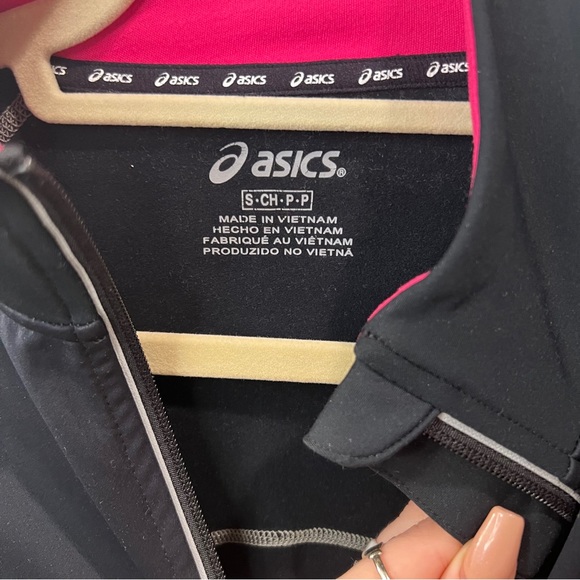 asics asics asics asics asics asics
asics®
S·CH·P·P
MADE IN VIETNAM
HECHO EN VIETNAM
FABRIQUÉ AU VIÊTNAM
PRODUZIDO NO VIETNÃ